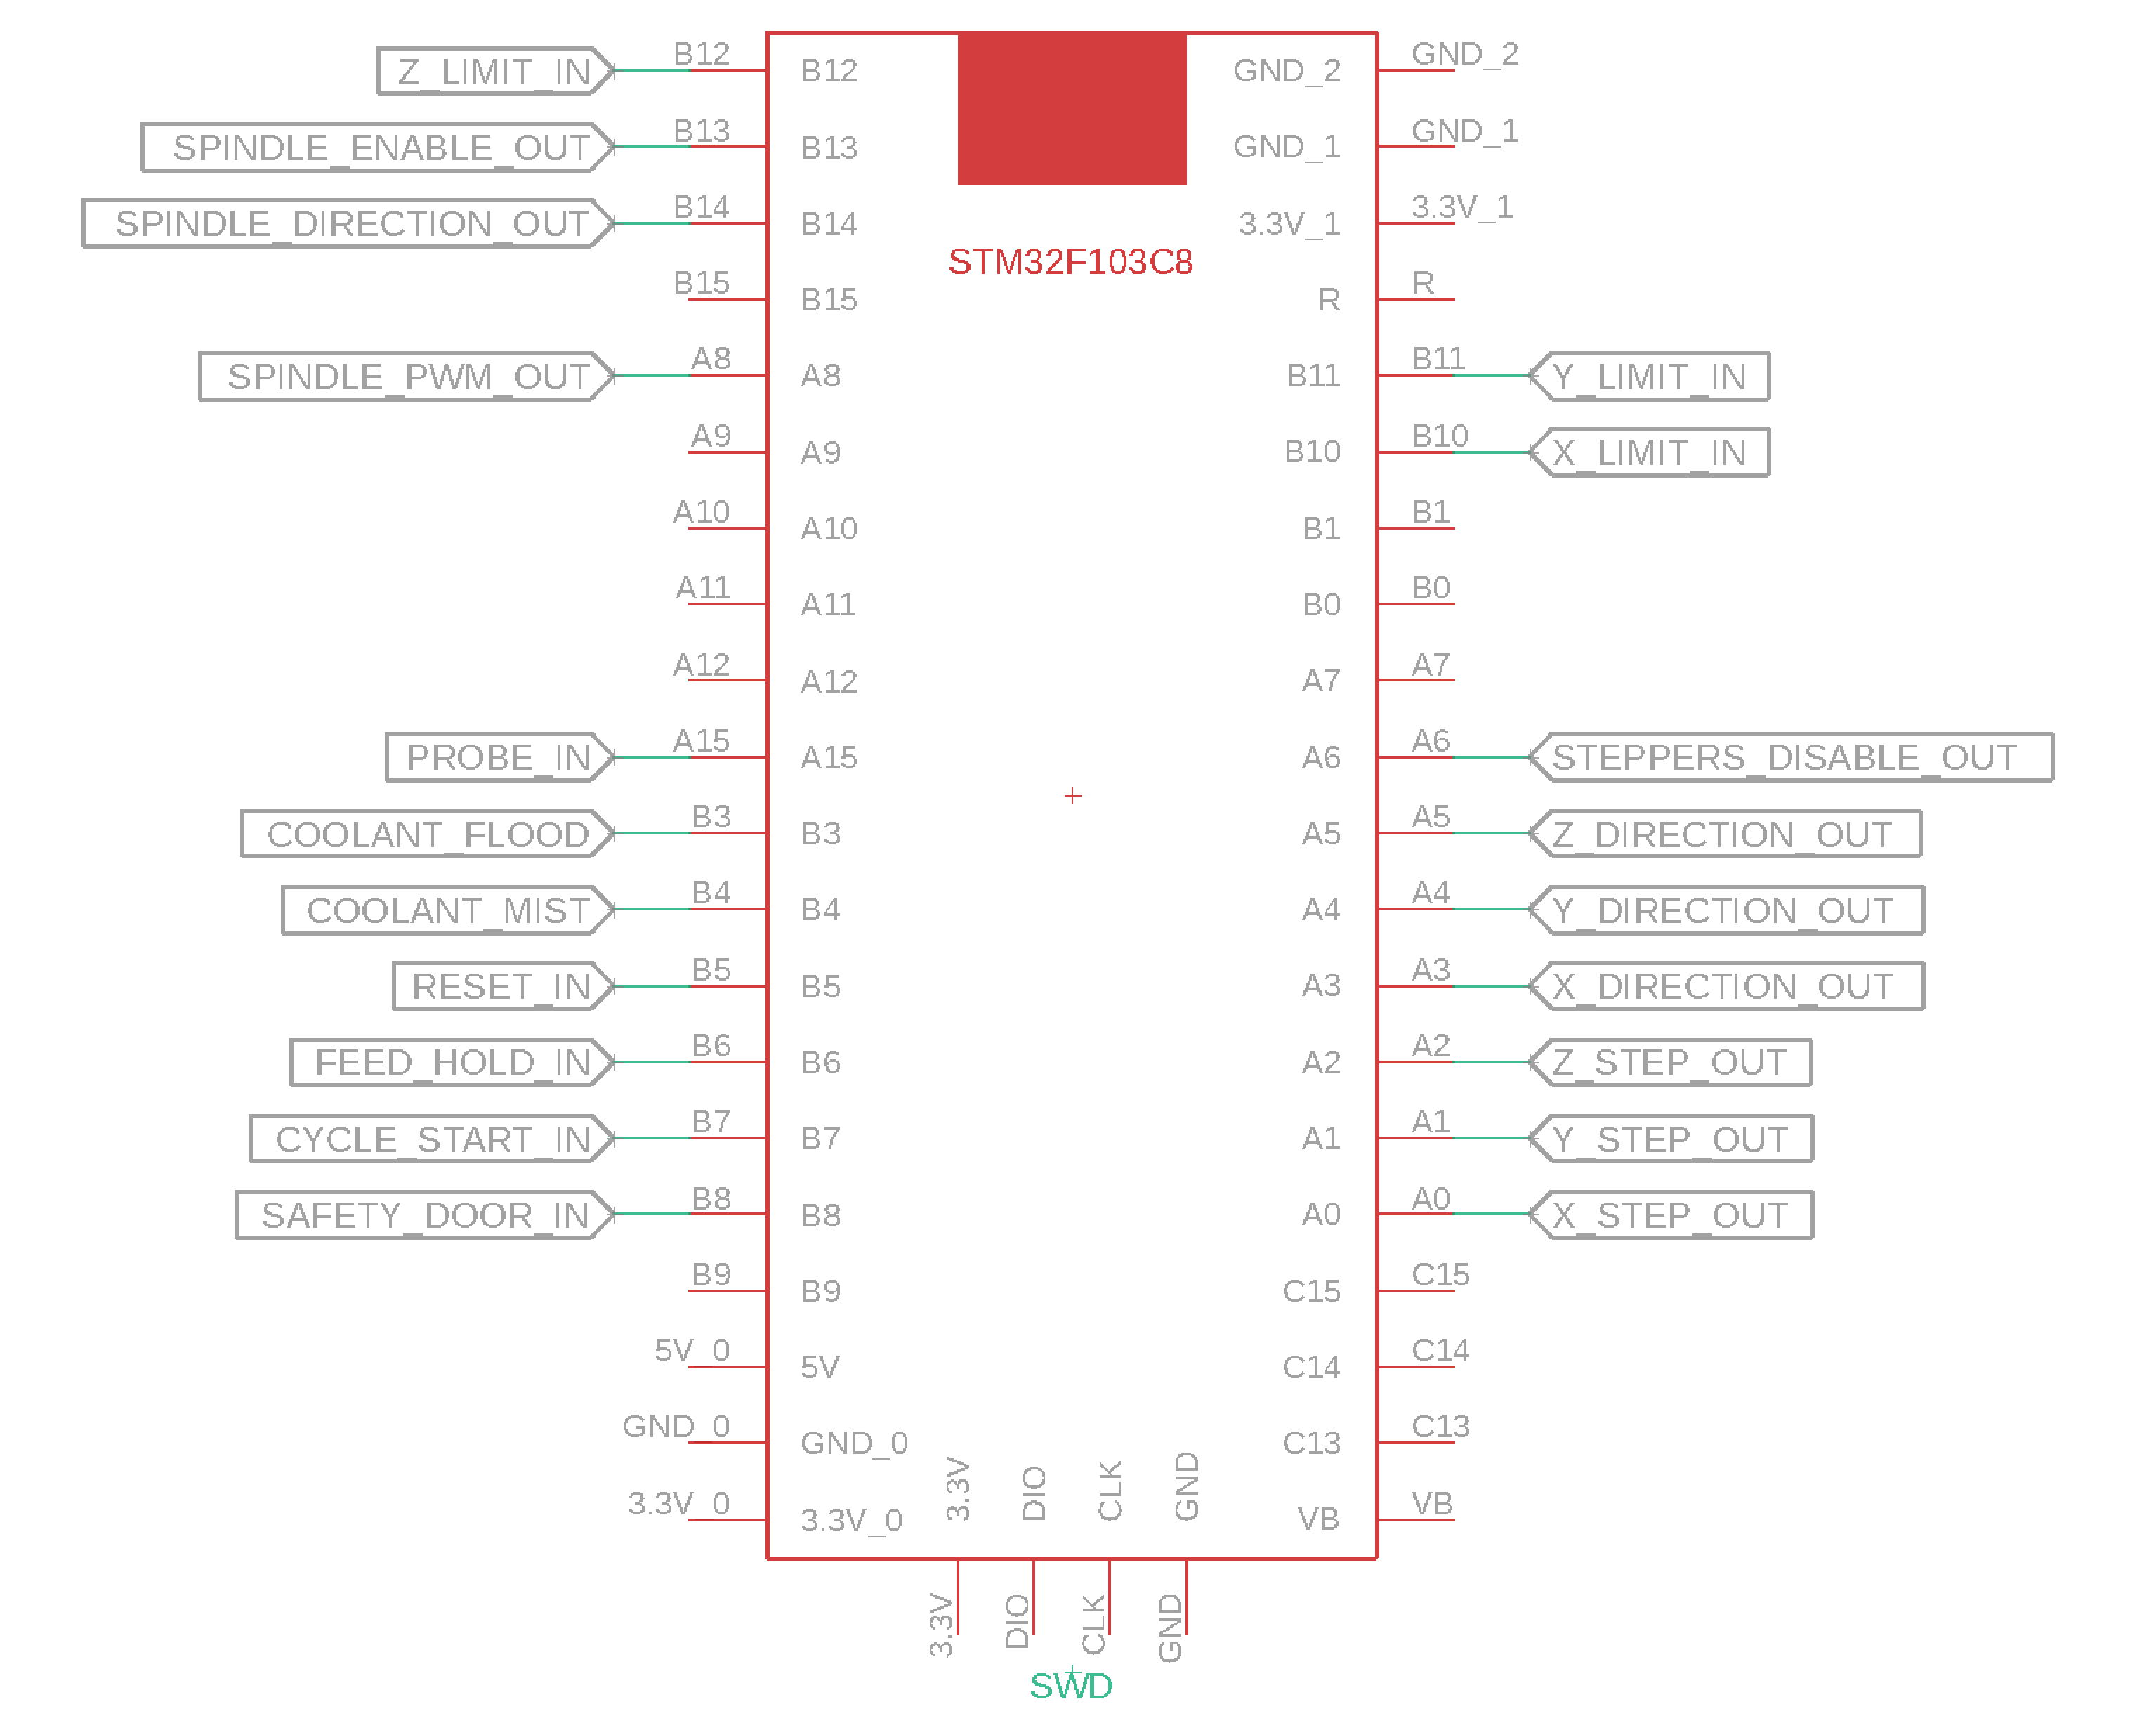 Z_LIMIT_IN B12 B12 GND_2 GND_2
SPINDLE_ENABLE_OUT B13 B13 GND_1 GND_1
SPINDLE_DIRECTION_OUT B14 B14 3.3V_1 3.3V_1
STM32F103C8
B15 B15 R R
SPINDLE_PWM_OUT A8 A8 B11 B11 Y_LIMIT_IN
A9 A9 B10 B10 X_LIMIT_IN
A10 A10 B1 B1
A11 A11 B0 B0
A12 A12 A7 A7
PROBE_IN A15 A15 A6 A6 STEPPERS_DISABLE_OUT
COOLANT_FLOOD B3 B3 A5 A5 Z_DIRECTION_OUT
COOLANT_MIST B4 B4 A4 A4 Y_DIRECTION_OUT
RESET_IN B5 B5 A3 A3 X_DIRECTION_OUT
FEED_HOLD_IN B6 B6 A2 A2 Z_STEP_OUT
CYCLE_START_IN B7 B7 A1 A1 Y_STEP_OUT
SAFETY_DOOR_IN B8 B8 A0 A0 X_STEP_OUT
B9 B9 C15 C15
5V_0 5V C14 C14
GND_0 GND_0 C13 C13
3.3V_0 3.3V_0 3.3V DIO CLK GND VB VB
3.3V DIO CLK GND
SWD